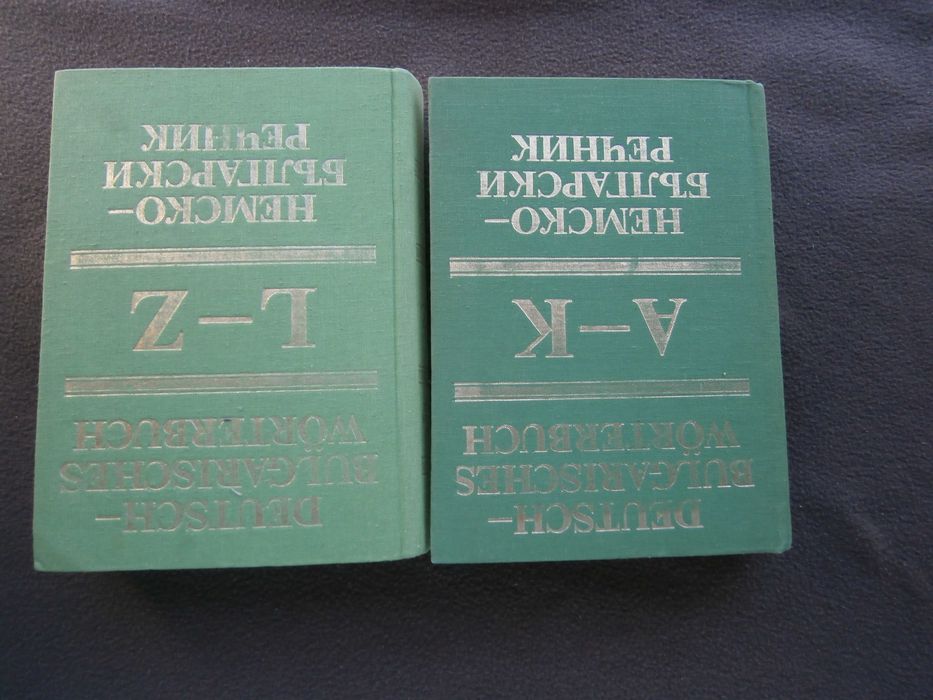 DEUTSCH–
BULGARISCHES
WÖRTERBUCH
A–K
НЕМСКО–
БЪЛГАРСКИ
РЕЧНИК
DEUTSCH–
BULGARISCHES
WÖRTERBUCH
L–Z
НЕМСКО–
БЪЛГАРСКИ
РЕЧНИК